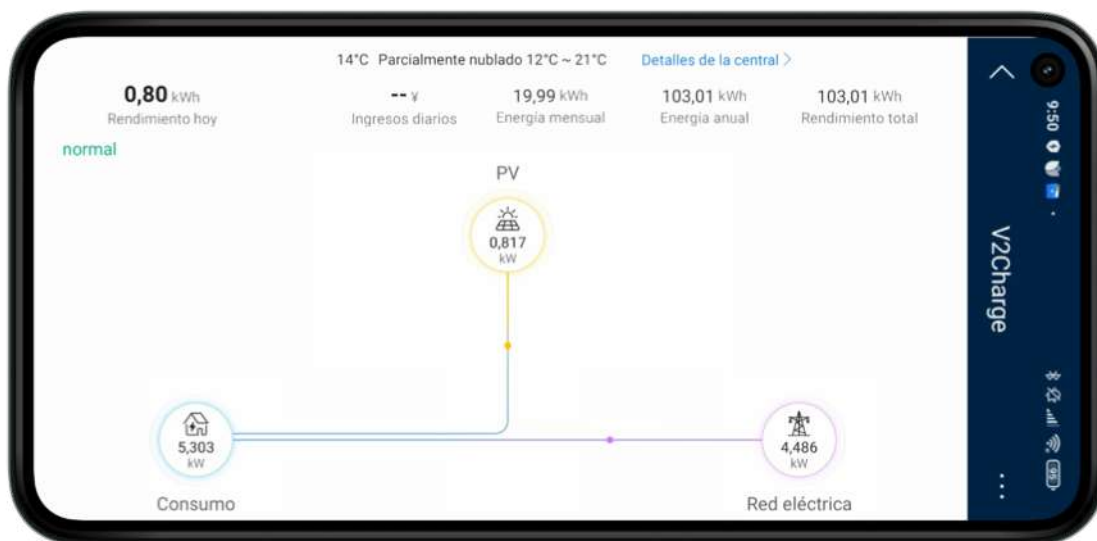 14°C Parcialmente nublado 12°C ~ 21°C Detalles de la central >
0,80 kWh
Rendimiento hoy
-- ¥
Ingresos diarios
19,99 kWh
Energía mensual
103,01 kWh
Energía anual
103,01 kWh
Rendimiento total
normal
PV
0,817
kW
5,303
kW
Consumo
4,486
kW
Red eléctrica
9:50
95
V2Charge
...